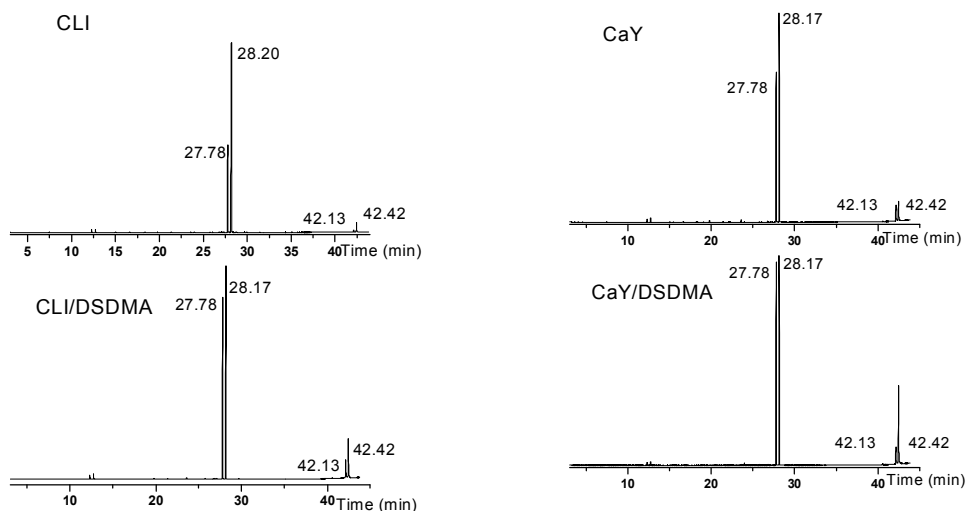 CLI
28.20
27.78
42.13
42.42
5 10 15 20 25 30 35 40 Time (min)
CaY
28.17
27.78
42.13 42.42
10 20 30 40 Time (min)
CLI/DSDMA
27.78 28.17
42.13 42.42
10 20 30 40 Time (min)
CaY/DSDMA
27.78 28.17
42.13 42.42
10 20 30 40 Time (min)